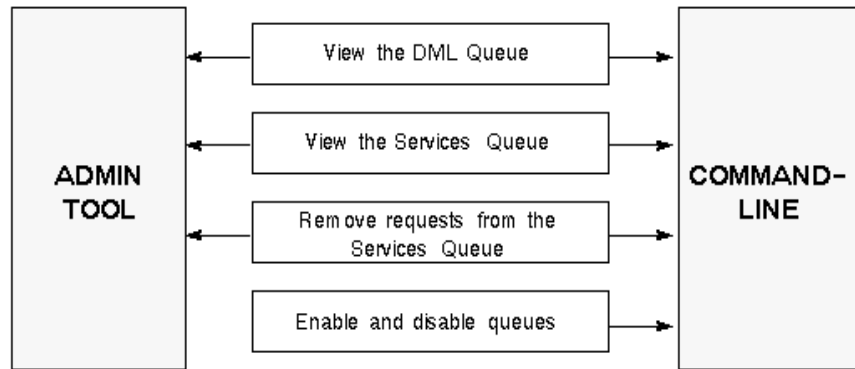 ADMIN
TOOL
View the DML Queue
View the Services Queue
Remove requests from the
Services Queue
Enable and disable queues
COMMAND-
LINE